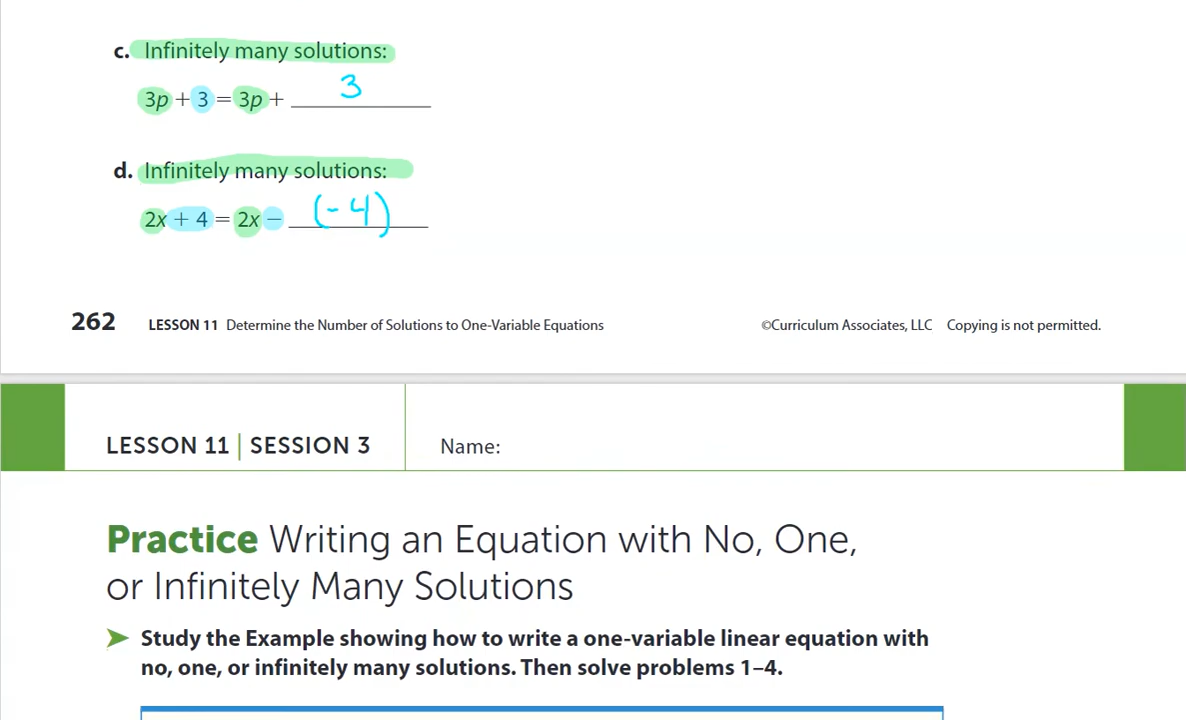 c. Infinitely many solutions:
3p + 3 = 3p + 3
d. Infinitely many solutions:
2x + 4 = 2x − (-4)
262 LESSON 11 Determine the Number of Solutions to One-Variable Equations ©Curriculum Associates, LLC Copying is not permitted.
LESSON 11 | SESSION 3 Name:
Practice Writing an Equation with No, One,
or Infinitely Many Solutions
➤ Study the Example showing how to write a one-variable linear equation with
no, one, or infinitely many solutions. Then solve problems 1–4.